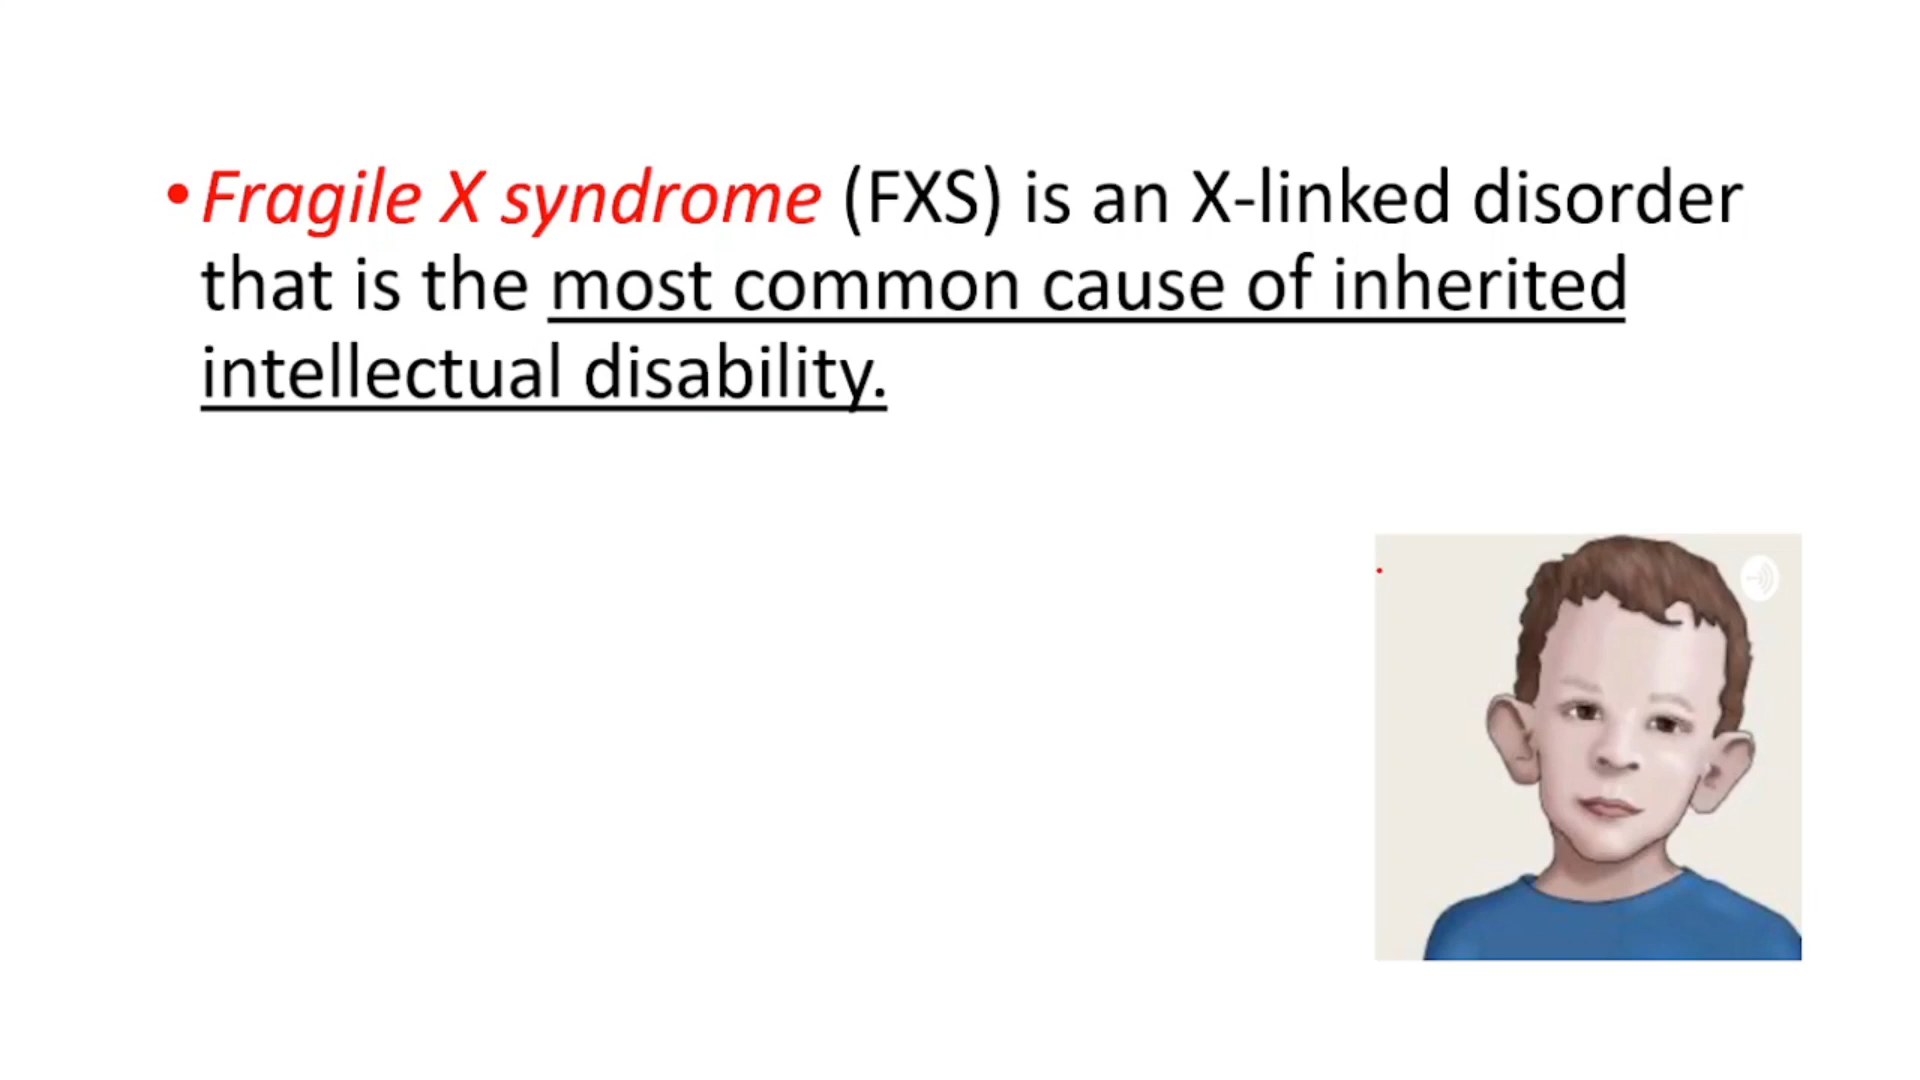 • Fragile X syndrome (FXS) is an X-linked disorder
that is the most common cause of inherited
intellectual disability.